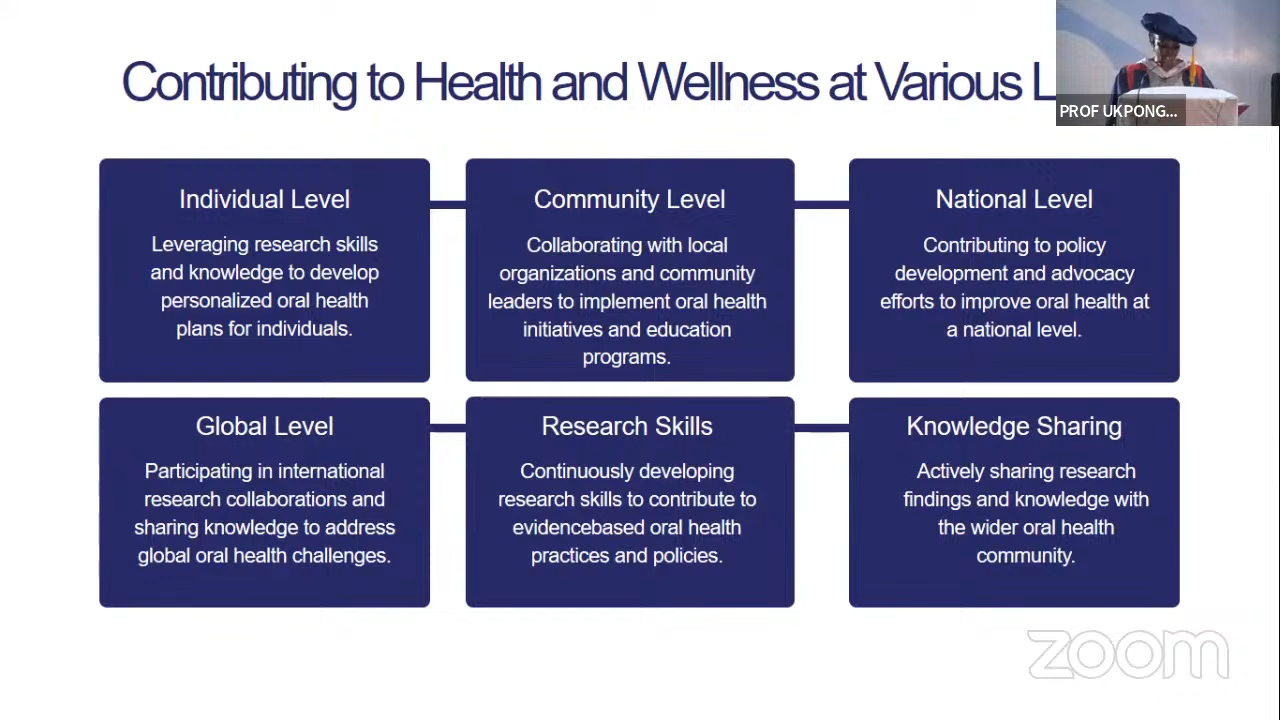 Contributing to Health and Wellness at Various L
PROF UKPONG...
Individual Level
Leveraging research skills
and knowledge to develop
personalized oral health
plans for individuals.
Community Level
Collaborating with local
organizations and community
leaders to implement oral health
initiatives and education
programs.
National Level
Contributing to policy
development and advocacy
efforts to improve oral health at
a national level.
Global Level
Participating in international
research collaborations and
sharing knowledge to address
global oral health challenges.
Research Skills
Continuously developing
research skills to contribute to
evidencebased oral health
practices and policies.
Knowledge Sharing
Actively sharing research
findings and knowledge with
the wider oral health
community.
zoom